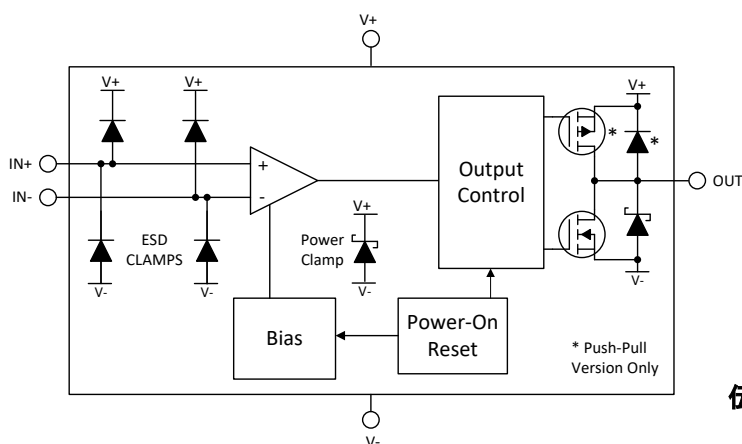 V+
V+
V+
V+
*
*
IN+
IN-
+
-
Output
Control
OUT
ESD
CLAMPS
V+
Power
Clamp
V-
V-
V-
V-
Bias
Power-On
Reset
* Push-Pull
Version Only
V-